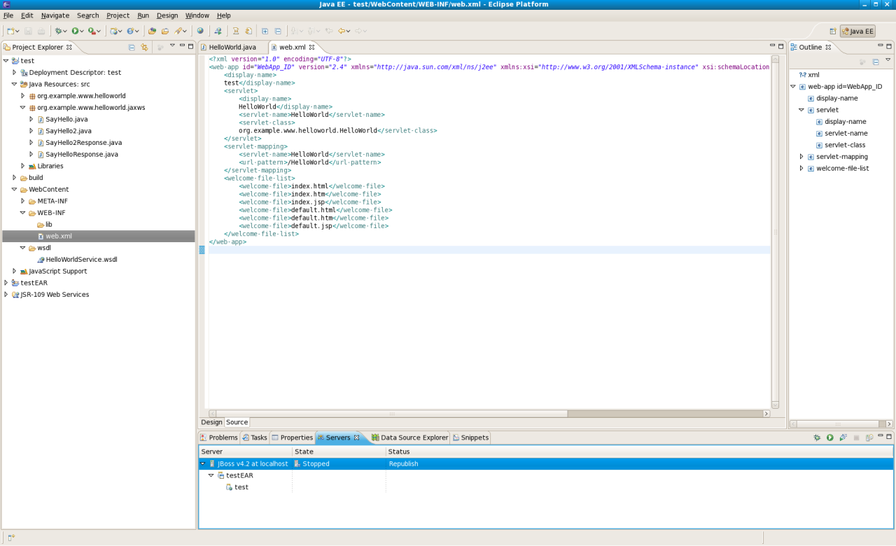 Java EE - test/WebContent/WEB-INF/web.xml - Eclipse Platform
File Edit Navigate Search Project Run Design Window Help
Java EE
Project Explorer
test
Deployment Descriptor: test
Java Resources: src
org.example.www.helloworld
org.example.www.helloworld.jaxws
SayHello.java
SayHello2.java
SayHello2Response.java
SayHelloResponse.java
Libraries
build
WebContent
META-INF
WEB-INF
lib
web.xml
wsdl
HelloWorldService.wsdl
JavaScript Support
testEAR
JSR-109 Web Services
HelloWorld.java web.xml
<?xml version="1.0" encoding="UTF-8"?>
<web-app id="WebApp_ID" version="2.4" xmlns="http://java.sun.com/xml/ns/j2ee" xmlns:xsi="http://www.w3.org/2001/XMLSchema-instance" xsi:schemaLocation
<display-name>
test</display-name>
<servlet>
<display-name>
HelloWorld</display-name>
<servlet-name>HelloWorld</servlet-name>
<servlet-class>
org.example.www.helloworld.HelloWorld</servlet-class>
</servlet>
<servlet-mapping>
<servlet-name>HelloWorld</servlet-name>
<url-pattern>/HelloWorld</url-pattern>
</servlet-mapping>
<welcome-file-list>
<welcome-file>index.html</welcome-file>
<welcome-file>index.htm</welcome-file>
<welcome-file>index.jsp</welcome-file>
<welcome-file>default.html</welcome-file>
<welcome-file>default.htm</welcome-file>
<welcome-file>default.jsp</welcome-file>
</welcome-file-list>
</web-app>
Design Source
Outline
xml
web-app id=WebApp_ID
display-name
servlet
display-name
servlet-name
servlet-class
servlet-mapping
welcome-file-list
Problems Tasks Properties Servers Data Source Explorer Snippets
Server State Status
JBoss v4.2 at localhost Stopped Republish
testEAR
test